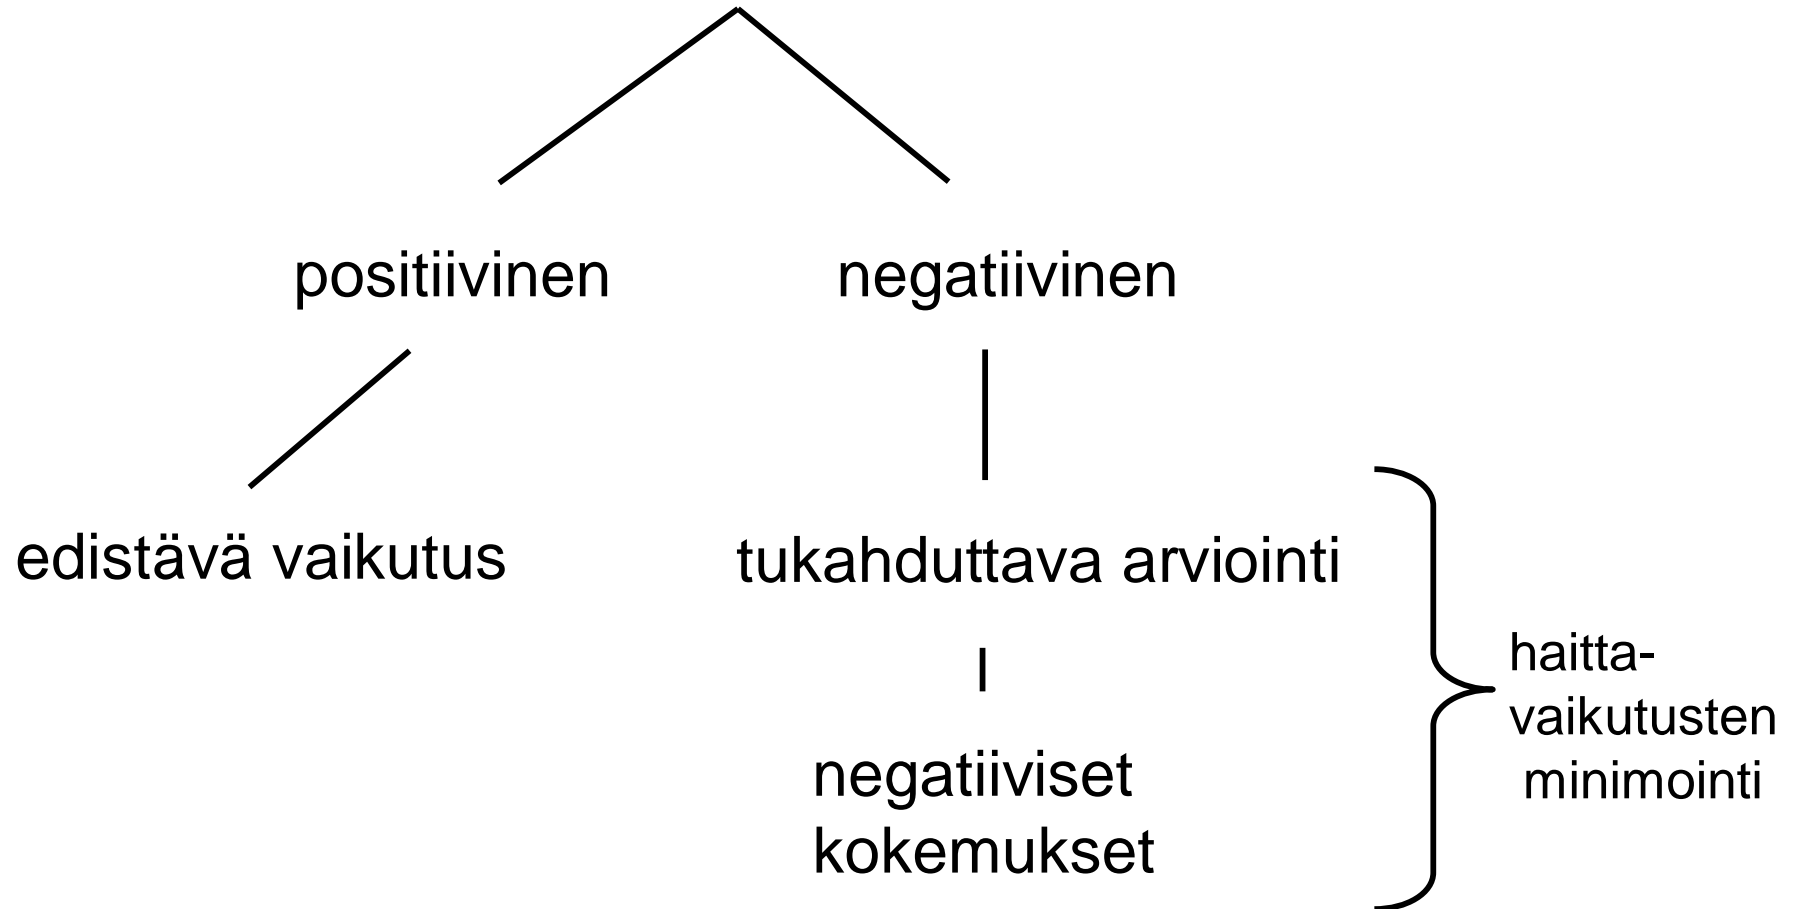 positiivinen
negatiivinen
edistävä vaikutus
tukahduttava arviointi
haitta-
vaikutusten
minimointi
negatiiviset
kokemukset